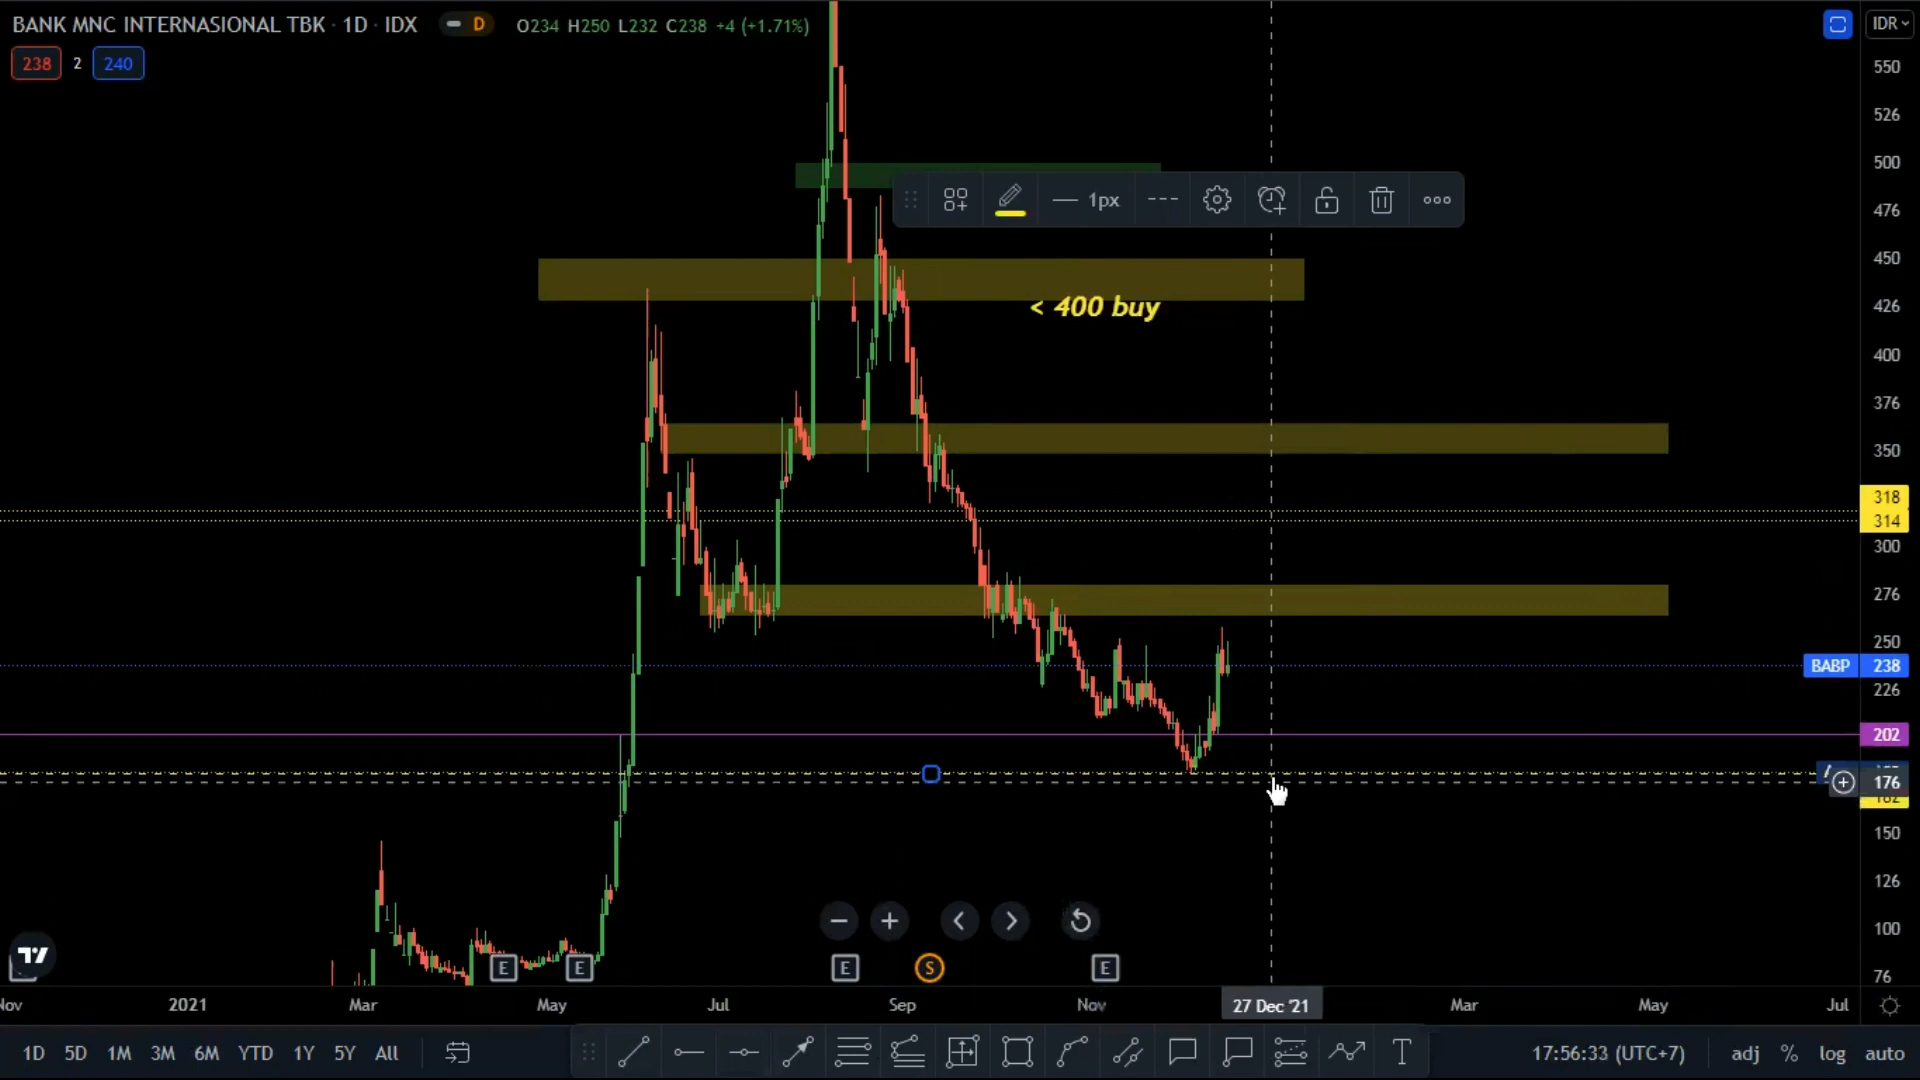 BANK MNC INTERNASIONAL TBK · 1D · IDX D O234 H250 L232 C238 +4 (+1.71%) IDR
238 2 240
550
526
500
1px
476
450
< 400 buy
426
400
376
350
318
314
300
276
250
BABP 238
226
202
176
150
126
100
E E E S E
76
Nov 2021 Mar May Jul Sep Nov 27 Dec '21 Mar May Jul
1D 5D 1M 3M 6M YTD 1Y 5Y All T 17:56:33 (UTC+7) adj % log auto